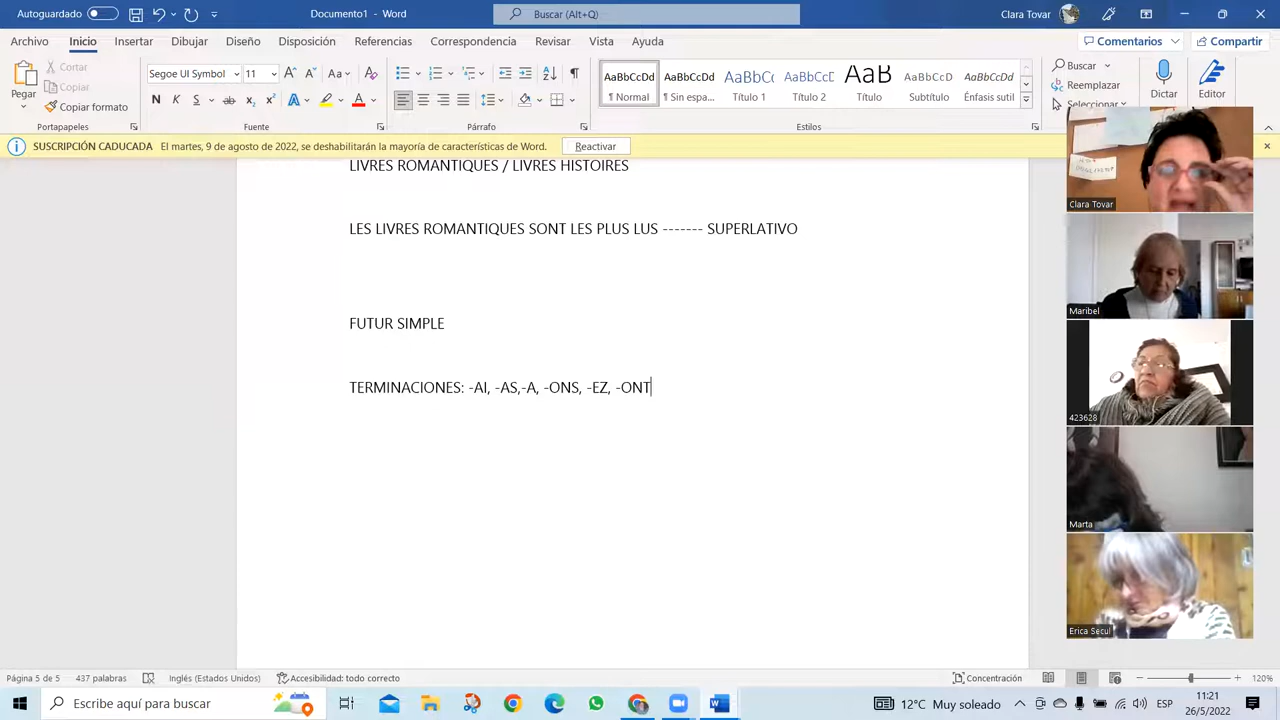 Autoguardado
Buscar (Alt+Q)
Clara Tovar
Archivo Inicio Insertar Dibujar Diseño Disposición Referencias Correspondencia Revisar Vista Ayuda
Comentarios Compartir
Pegar
Cortar
Copiar
Copiar formato
Portapapeles
Segoe UI Symbol 11
N K S ab x₂ x²
Fuente
Párrafo
AaBbCcDd AaBbCcDd AaBbCc AaBbCcD AaB AaBbCcD AaBbCcDd
¶ Normal ¶ Sin espa... Título 1 Título 2 Título Subtítulo Énfasis sutil
Estilos
Buscar
Reemplazar
Seleccionar
Dictar
Editor
SUSCRIPCIÓN CADUCADA El martes, 9 de agosto de 2022, se deshabilitarán la mayoría de características de Word. Reactivar
LIVRES ROMANTIQUES / LIVRES HISTOIRES
LES LIVRES ROMANTIQUES SONT LES PLUS LUS ------- SUPERLATIVO
FUTUR SIMPLE
TERMINACIONES: -AI, -AS,-A, -ONS, -EZ, -ONT
Clara Tovar
Maribel
423628
Marta
Erica Secul
Página 5 de 5 437 palabras Inglés (Estados Unidos) Accesibilidad: todo correcto
Concentración
120%
Escribe aquí para buscar
12°C Muy soleado
ESP
11:21
26/5/2022